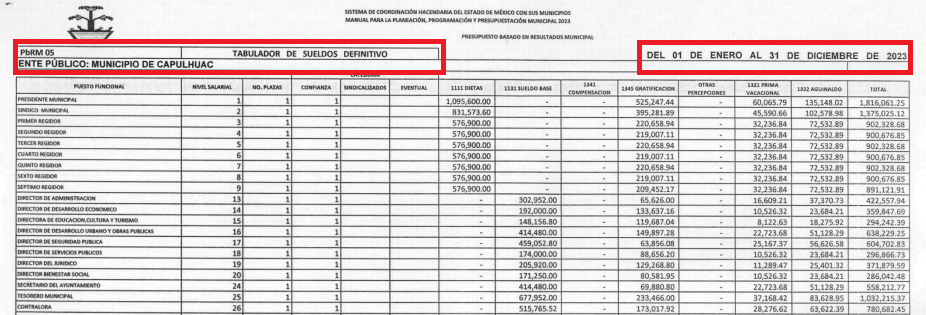 SISTEMA DE COORDINACIÓN HACENDARIA DEL ESTADO DE MÉXICO CON SUS MUNICIPIOS
MANUAL PARA LA PLANEACIÓN, PROGRAMACIÓN Y PRESUPUESTACIÓN MUNICIPAL 2023
PRESUPUESTO BASADO EN RESULTADOS MUNICIPAL
PbRM 05 TABULADOR DE SUELDOS DEFINITIVO DEL 01 DE ENERO AL 31 DE DICIEMBRE DE 2023
ENTE PÚBLICO: MUNICIPIO DE CAPULHUAC
CATEGORIA
PUESTO FUNCIONAL NIVEL SALARIAL NO. PLAZAS CONFIANZA SINDICALIZADOS EVENTUAL 1111 DIETAS 1131 SUELDO BASE 1341 COMPENSACION 1345 GRATIFICACION OTRAS PERCEPCIONES 1321 PRIMA VACACIONAL 1322 AGUINALDO TOTAL
PRESIDENTE MUNICIPAL 1 1 1 1,095,600.00 - - 525,247.44 - 60,065.79 135,148.02 1,816,061.25
SINDICO MUNICIPAL 2 1 1 831,573.60 - - 395,281.89 - 45,590.66 102,578.98 1,375,025.12
PRIMER REGIDOR 3 1 1 576,900.00 - - 220,658.94 - 32,236.84 72,532.89 902,328.68
SEGUNDO REGIDOR 4 1 1 576,900.00 - - 219,007.11 - 32,236.84 72,532.89 900,676.85
TERCER REGIDOR 5 1 1 576,900.00 - - 220,658.94 - 32,236.84 72,532.89 902,328.68
CUARTO REGIDOR 6 1 1 576,900.00 - - 219,007.11 - 32,236.84 72,532.89 900,676.85
QUINTO REGIDOR 7 1 1 576,900.00 - - 220,658.94 - 32,236.84 72,532.89 902,328.68
SEXTO REGIDOR 8 1 1 576,900.00 - - 219,007.11 - 32,236.84 72,532.89 900,676.85
SEPTIMO REGIDOR 9 1 1 576,900.00 - - 209,452.17 - 32,236.84 72,532.89 891,121.91
DIRECTOR DE ADMINISTRACION 13 1 1 - 302,952.00 - 65,626.00 - 16,609.21 37,370.73 422,557.94
DIRECTOR DE DESARROLLO ECONOMICO 14 1 1 - 192,000.00 - 133,637.16 - 10,526.32 23,684.21 359,847.69
DIRECTORA DE EDUCACION,CULTURA Y TURISMO 15 1 1 - 148,156.80 - 119,687.04 - 8,122.63 18,275.92 294,242.39
DIRECTOR DE DESARROLLO URBANO Y OBRAS PUBLICAS 16 1 1 - 414,480.00 - 149,897.28 - 22,723.68 51,128.29 638,229.25
DIRECTOR DE SEGURIDAD PUBLICA 17 1 1 - 459,052.80 - 63,856.08 - 25,167.37 56,626.58 604,702.83
DIRECTOR DE SERVICIOS PUBLICOS 18 1 1 - 174,000.00 - 88,656.20 - 10,526.32 23,684.21 296,866.73
DIRECTOR DEL JURIDICO 19 1 1 - 205,920.00 - 129,268.80 - 11,289.47 25,401.32 371,879.59
DIRECTOR BIENESTAR SOCIAL 20 1 1 - 171,250.00 - 80,581.95 - 10,526.32 23,684.21 286,042.48
SECRETARIO DEL AYUNTAMIENTO 24 1 1 - 414,480.00 - 69,880.80 - 22,723.68 51,128.29 558,212.77
TESORERO MUNICIPAL 25 1 1 - 677,952.00 - 233,466.00 - 37,168.42 83,628.95 1,032,215.37
CONTRALORA 26 1 1 - 515,765.52 - 173,017.92 - 28,276.62 63,622.39 780,682.45